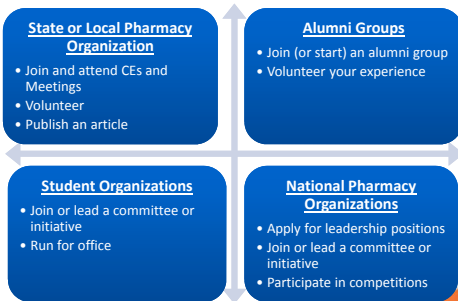 State or Local Pharmacy
Organization
• Join and attend CEs and
Meetings
• Volunteer
• Publish an article
Alumni Groups
• Join (or start) an alumni group
• Volunteer your experience
Student Organizations
• Join or lead a committee or
initiative
• Run for office
National Pharmacy
Organizations
• Apply for leadership positions
• Join or lead a committee or
initiative
• Participate in competitions